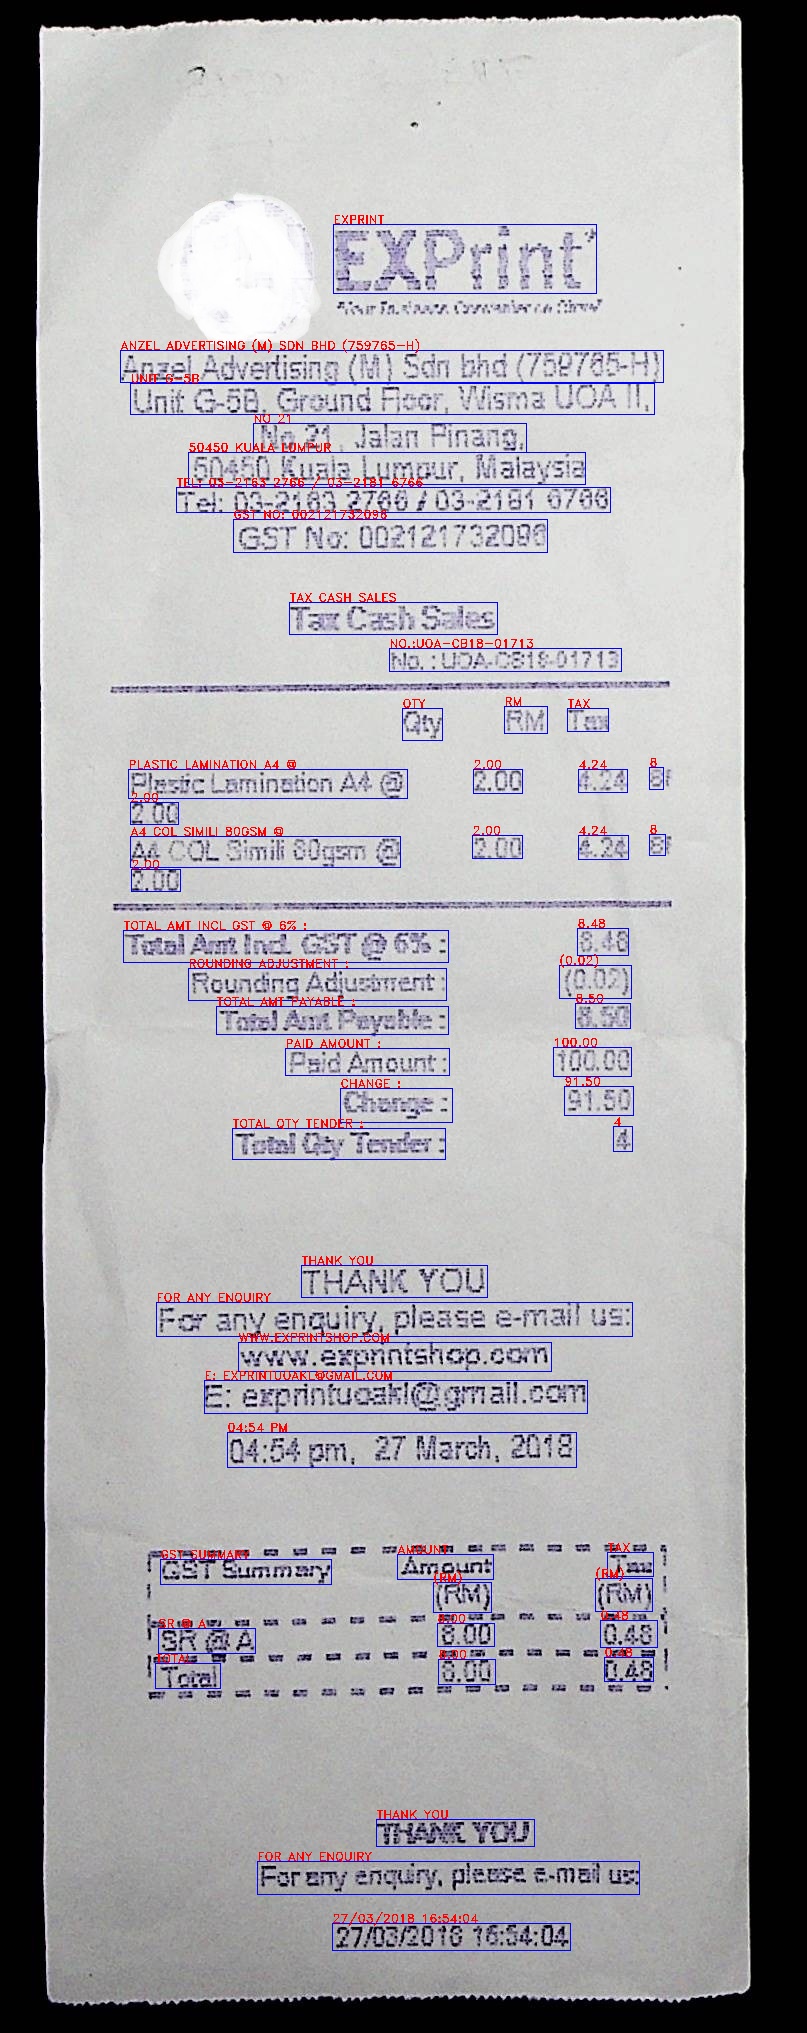 EXPRINT
EXPrint
"Your Business Convenience Store"
ANZEL ADVERTISING (M) SDN BHD (759765-H)
Anzel Advertising (M) Sdn bhd (759765-H)
UNIT G-5B
Unit G-5B, Ground Floor, Wisma UOA II,
NO 21
No 21, Jalan Pinang,
50450 KUALA LUMPUR
50450 Kuala Lumpur, Malaysia
TEL: 03-2163 2766 / 03-2181 6766
Tel: 03-2163 2766 / 03-2181 6766
GST NO: 002121732096
GST No: 002121732096
TAX CASH SALES
Tax Cash Sales
NO.:UOA-CB18-01713
No. : UOA-CB18-01713
QTY RM TAX
Qty RM Tax
PLASTIC LAMINATION A4 @ 2.00 4.24 8
Plastic Lamination A4 @ 2.00 4.24 8
2.00
2.00
A4 COL SIMILI 80GSM @ 2.00 4.24 8
A4 COL Simili 80gsm @ 2.00 4.24 8
2.00
2.00
TOTAL AMT INCL GST @ 6% : 8.48
Total Amt Incl. GST @ 6% : 8.48
ROUNDING ADJUSTMENT : (0.02)
Rounding Adjustment : (0.02)
TOTAL AMT PAYABLE : 8.50
Total Amt Payable : 8.50
PAID AMOUNT : 100.00
Paid Amount : 100.00
CHANGE : 91.50
Change : 91.50
TOTAL QTY TENDER : 4
Total Qty Tender : 4
THANK YOU
THANK YOU
FOR ANY ENQUIRY
For any enquiry, please e-mail us:
WWW.EXPRINTSHOP.COM
www.exprintshop.com
E: EXPRINTUOAKL@GMAIL.COM
E: exprintuoakl@gmail.com
04:54 PM
04:54 pm, 27 March, 2018
GST SUMMARY AMOUNT TAX
GST Summary Amount Tax
(RM) (RM)
(RM) (RM)
SR @ A 8.00 0.48
SR @ A 8.00 0.48
TOTAL 8.00 0.48
Total 8.00 0.48
THANK YOU
THANK YOU
FOR ANY ENQUIRY
For any enquiry, please e-mail us:
27/03/2018 16:54:04
27/03/2018 16:54:04